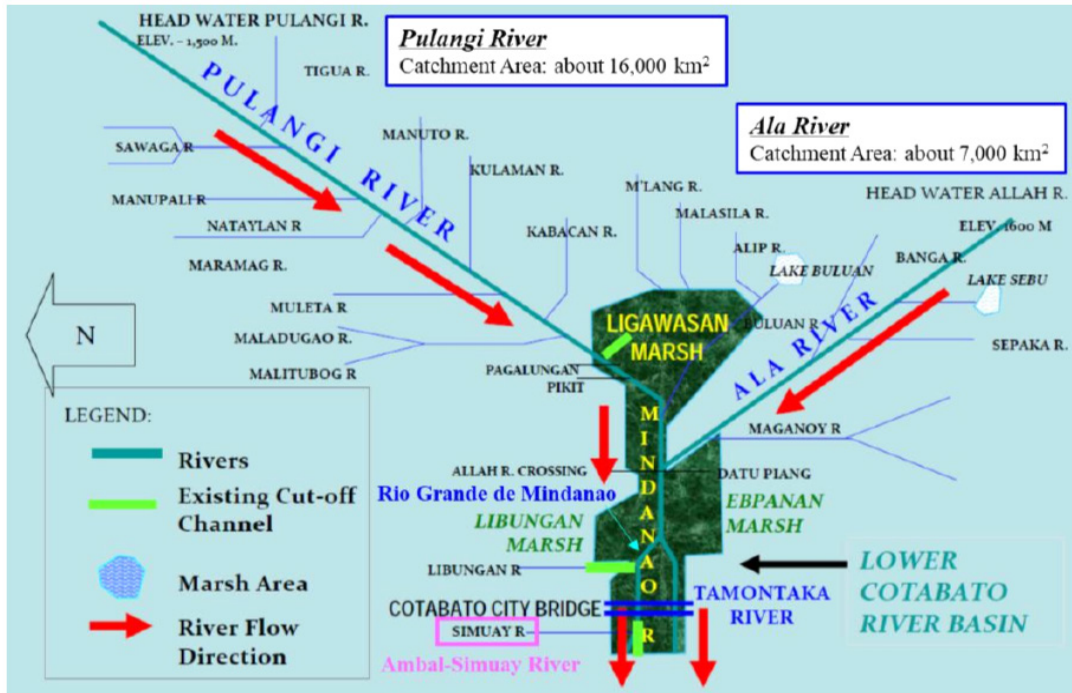 HEAD WATER PULANGI R.
ELEV. – 1,500 M.
TIGUA R.
Pulangi River
Catchment Area: about 16,000 km²
Ala River
Catchment Area: about 7,000 km²
PULANGI RIVER
SAWAGA R
MANUTO R.
KULAMAN R.
M'LANG R.
MALASILA R.
HEAD WATER ALLAH R.
ELEV. 1600 M
MANUPALI R
NATAYLAN R
KABACAN R.
ALIP R.
BANGA R.
LAKE BULUAN
LAKE SEBU
MARAMAG R.
MULETA R
MALADUGAO R.
MALITUBOG R
N
LIGAWASAN
MARSH
BULUAN R
ALA RIVER
SEPAKA R.
PAGALUNGAN
PIKIT
MAGANOY R
LEGEND:
Rivers
Existing Cut-off
Channel
Marsh Area
River Flow
Direction
MINDANAO R
ALLAH R. CROSSING
DATU PIANG
Rio Grande de Mindanao
LIBUNGAN
MARSH
EBPANAN
MARSH
LIBUNGAN R
COTABATO CITY BRIDGE
TAMONTAKA
RIVER
SIMUAY R
Ambal-Simuay River
LOWER
COTABATO
RIVER BASIN